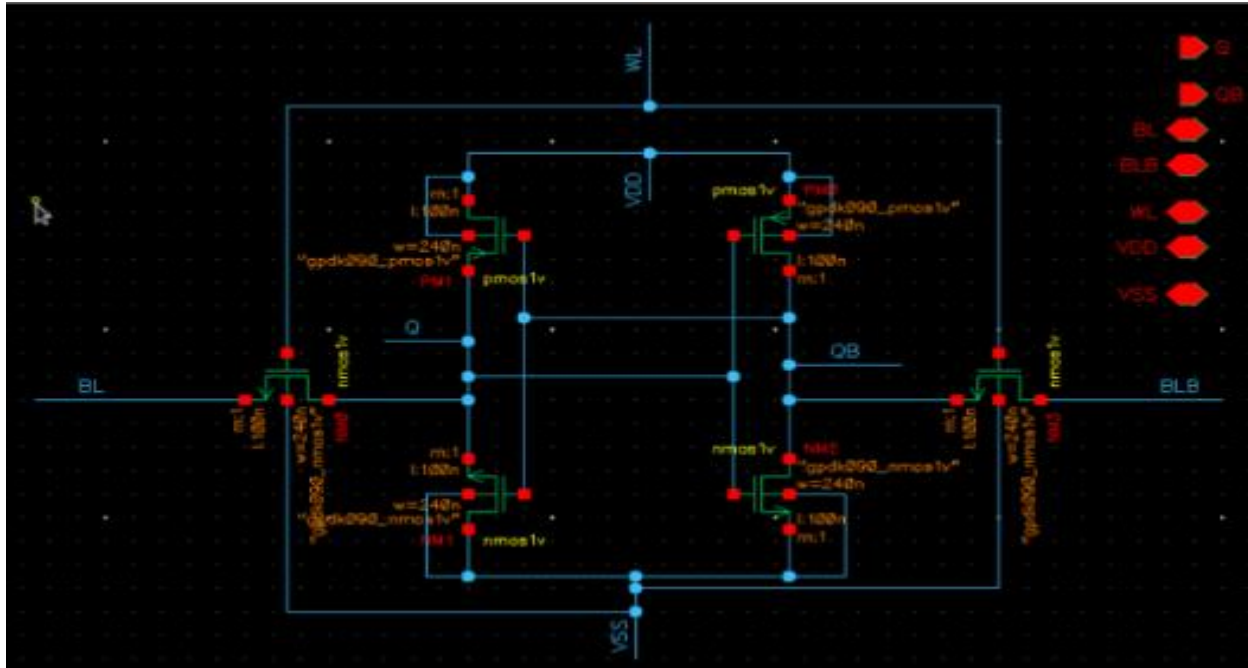 WL
Q
QB
BL
BLB
WL
VDD
VSS
VDD
m:1
l:100n
w=240n
"gpdk090_pmos1v"
PM1
pmos1v
pmos1v
"gpdk090_pmos1v"
w=240n
l:100n
m:1
Q
QB
BL
BLB
m:1
l:100n
w=240n
"gpdk090_nmos1v"
nmos1v
m:1
l:100n
w=240n
"gpdk090_nmos1v"
NM1
nmos1v
nmos1v
"gpdk090_nmos1v"
w=240n
l:100n
m:1
m:1
l:100n
w=240n
"gpdk090_nmos1v"
nmos1v
VSS